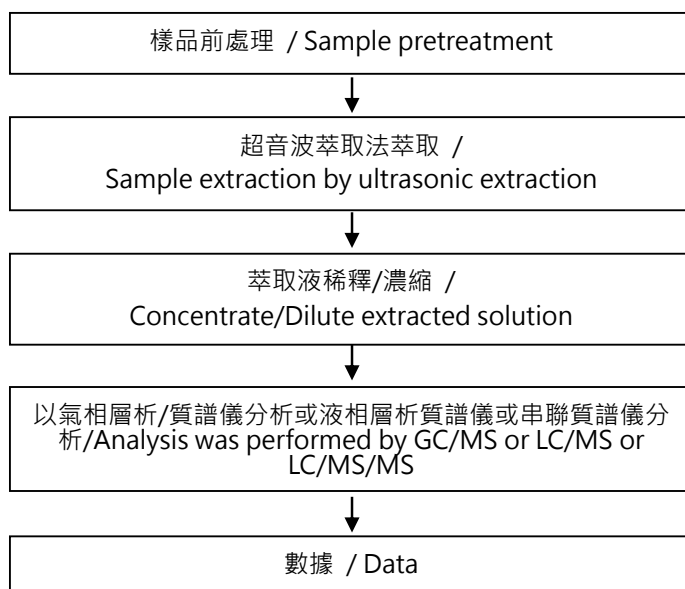 樣品前處理 / Sample pretreatment
超音波萃取法萃取 /
Sample extraction by ultrasonic extraction
萃取液稀釋/濃縮 /
Concentrate/Dilute extracted solution
以氣相層析/質譜儀分析或液相層析質譜儀或串聯質譜儀分
析/Analysis was performed by GC/MS or LC/MS or
LC/MS/MS
數據 / Data